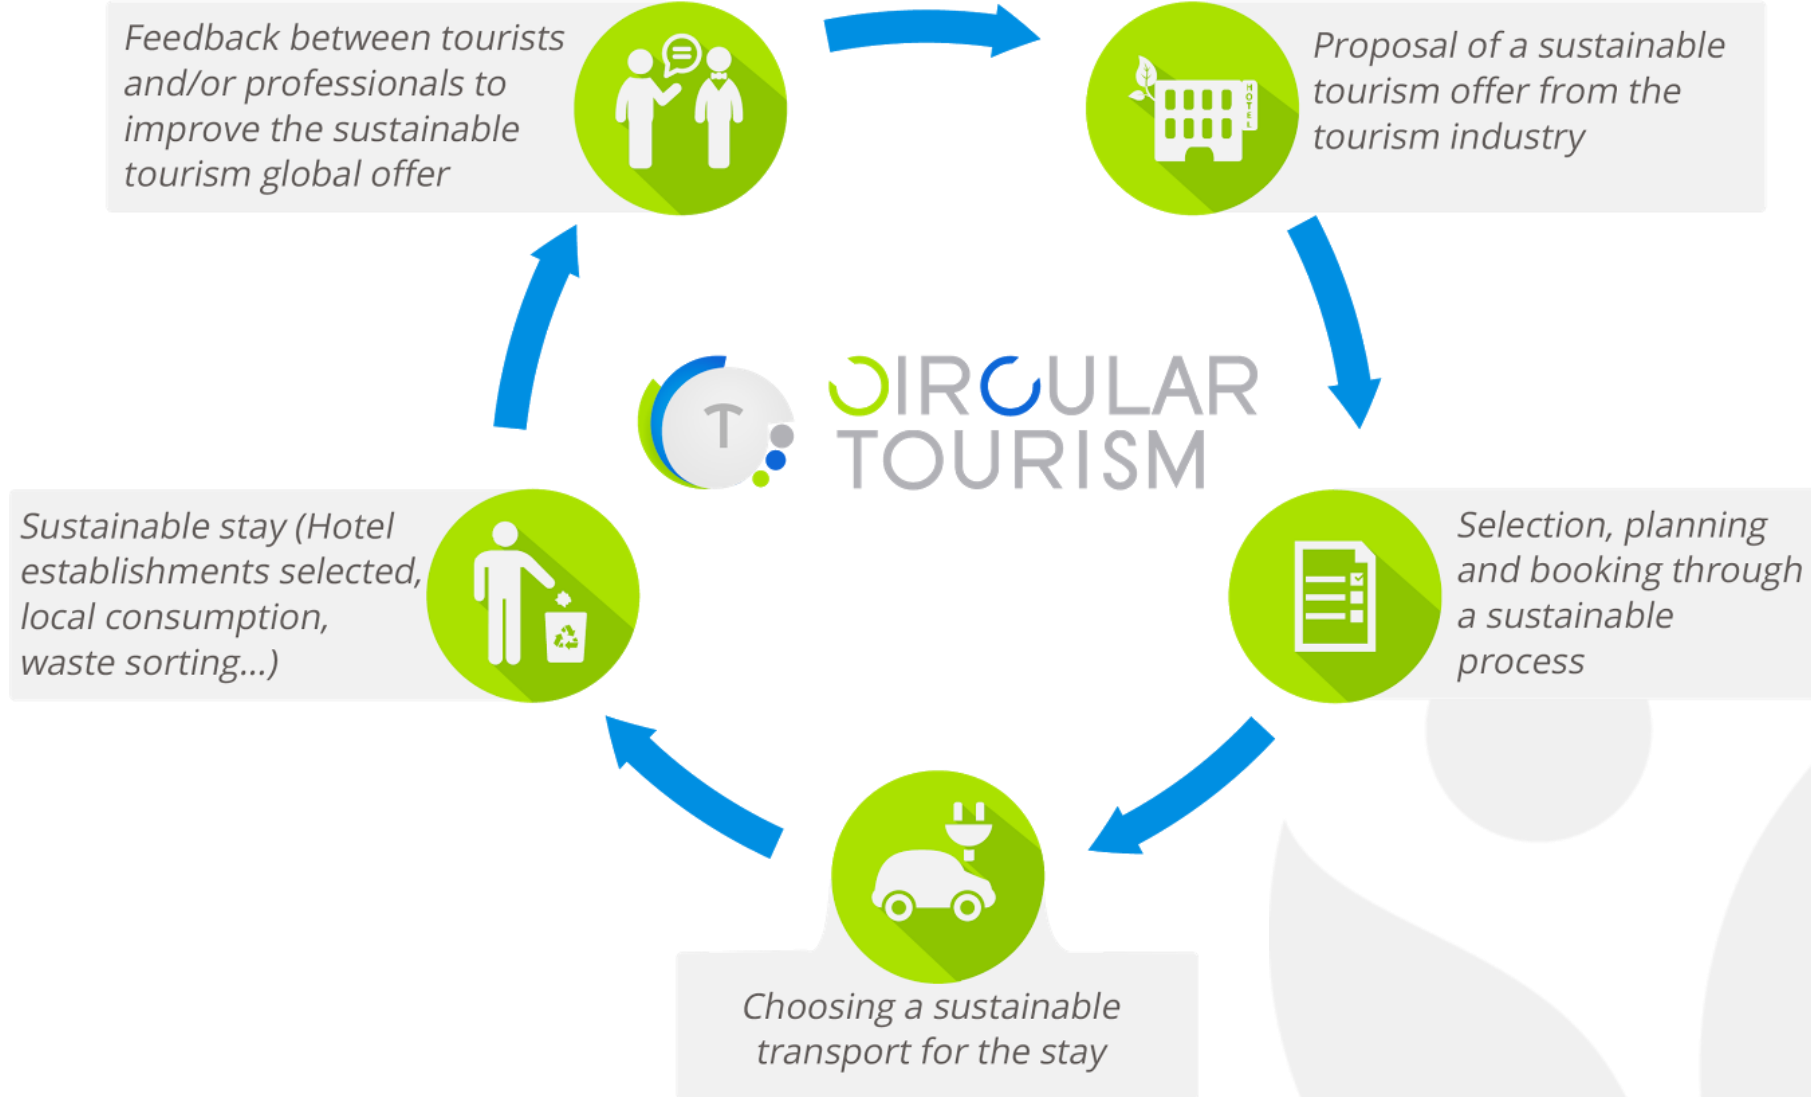 Feedback between tourists
and/or professionals to
improve the sustainable
tourism global offer
HOTEL
Proposal of a sustainable
tourism offer from the
tourism industry
T
CIRCULAR
TOURISM
Selection, planning
and booking through
a sustainable
process
Choosing a sustainable
transport for the stay
Sustainable stay (Hotel
establishments selected,
local consumption,
waste sorting...)